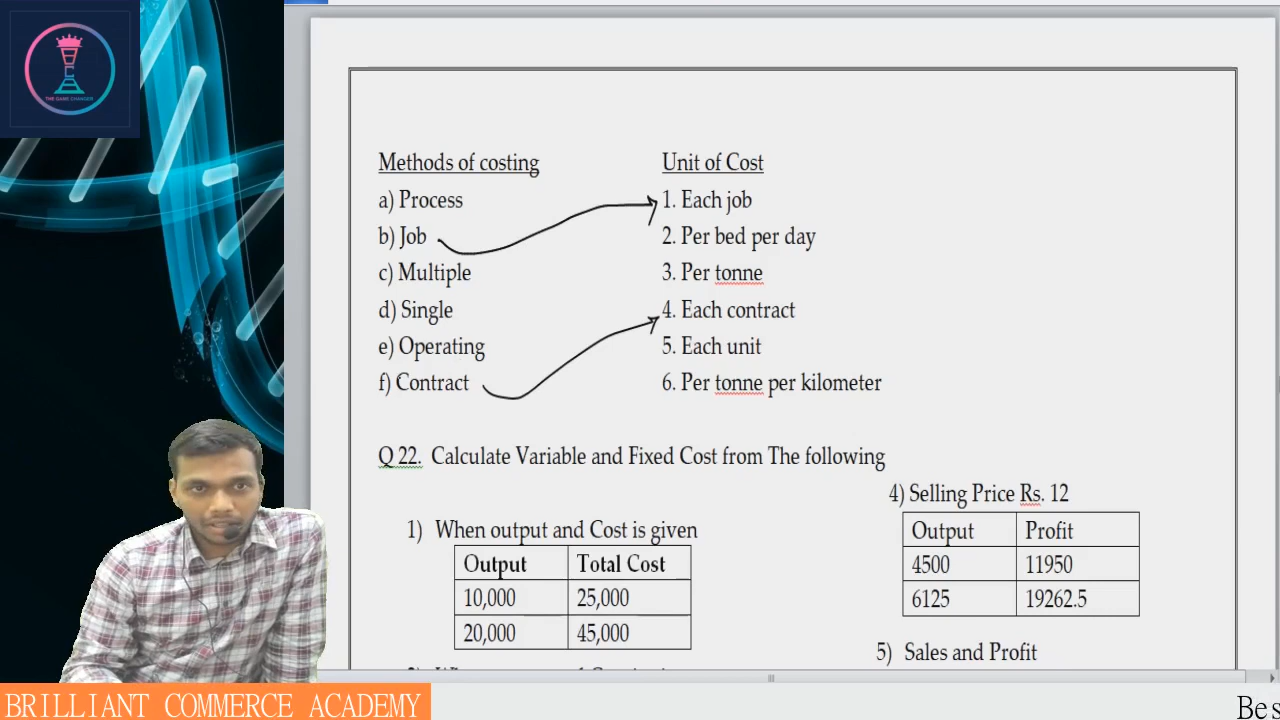 THE GAME CHANGER
Methods of costing
Unit of Cost
a) Process
1. Each job
b) Job
2. Per bed per day
c) Multiple
3. Per tonne
d) Single
4. Each contract
e) Operating
5. Each unit
f) Contract
6. Per tonne per kilometer
Q 22. Calculate Variable and Fixed Cost from The following
1) When output and Cost is given
Output Total Cost
10,000 25,000
20,000 45,000
4) Selling Price Rs. 12
Output Profit
4500 11950
6125 19262.5
5) Sales and Profit
BRILLIANT COMMERCE ACADEMY
Bes